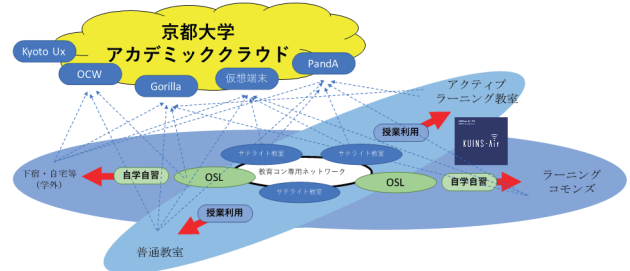 京都大学
アカデミッククラウド
Kyoto Ux
OCW
Gorilla
仮想端末
PandA
アクティブ
ラーニング教室
授業利用
KUINS-Air
サテライト教室
サテライト教室
下宿・自宅等
(学外)
自学自習
OSL
教育コン専用ネットワーク
OSL
自学自習
ラーニング
コモンズ
サテライト教室
授業利用
普通教室